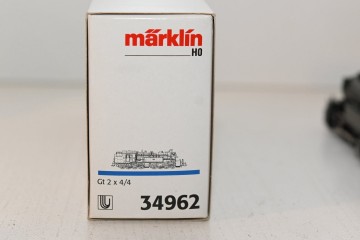 märklin
HO
Gt 2 x 4/4
34962